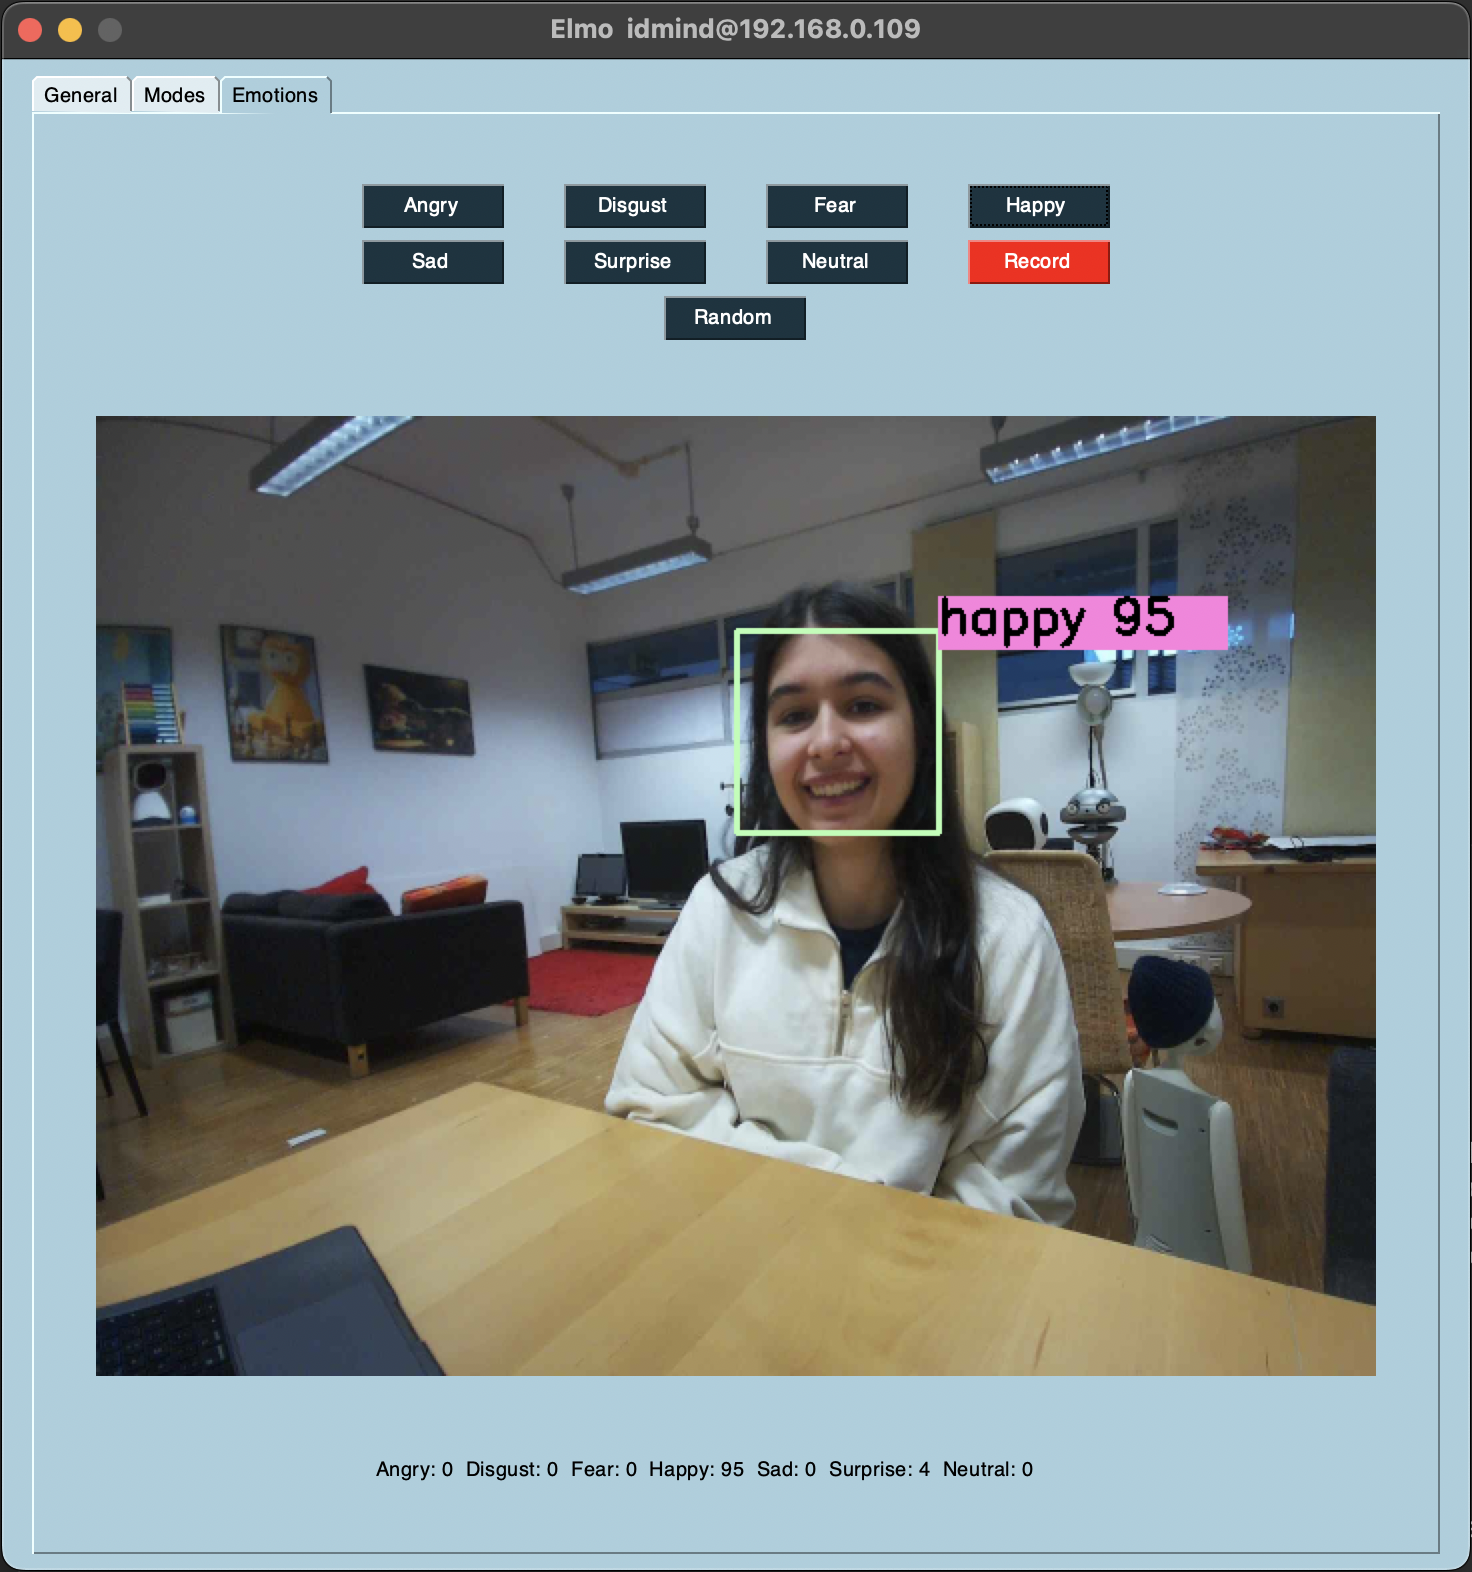 Elmo idmind@192.168.0.109
General Modes Emotions
Angry Disgust Fear Happy
Sad Surprise Neutral Record
Random
happy 95
Angry: 0 Disgust: 0 Fear: 0 Happy: 95 Sad: 0 Surprise: 4 Neutral: 0